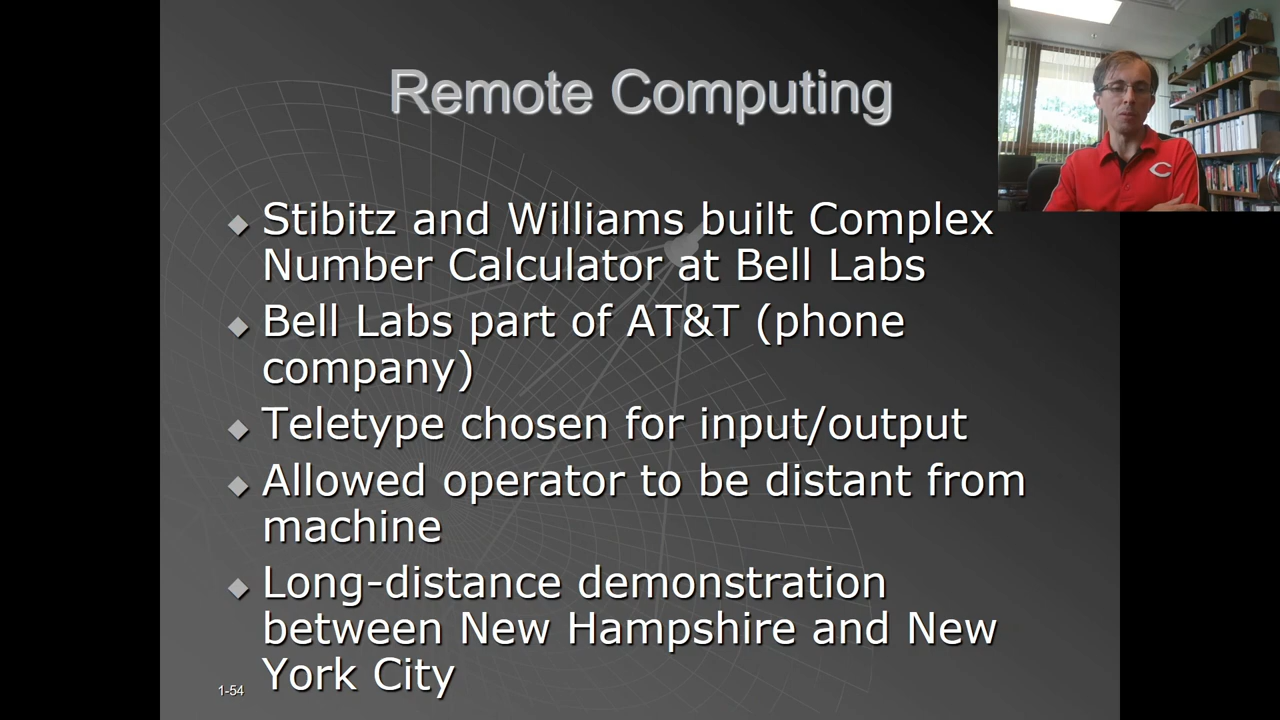 Remote Computing
Stibitz and Williams built Complex
Number Calculator at Bell Labs
Bell Labs part of AT&T (phone
company)
Teletype chosen for input/output
Allowed operator to be distant from
machine
Long-distance demonstration
between New Hampshire and New
York City
1-54